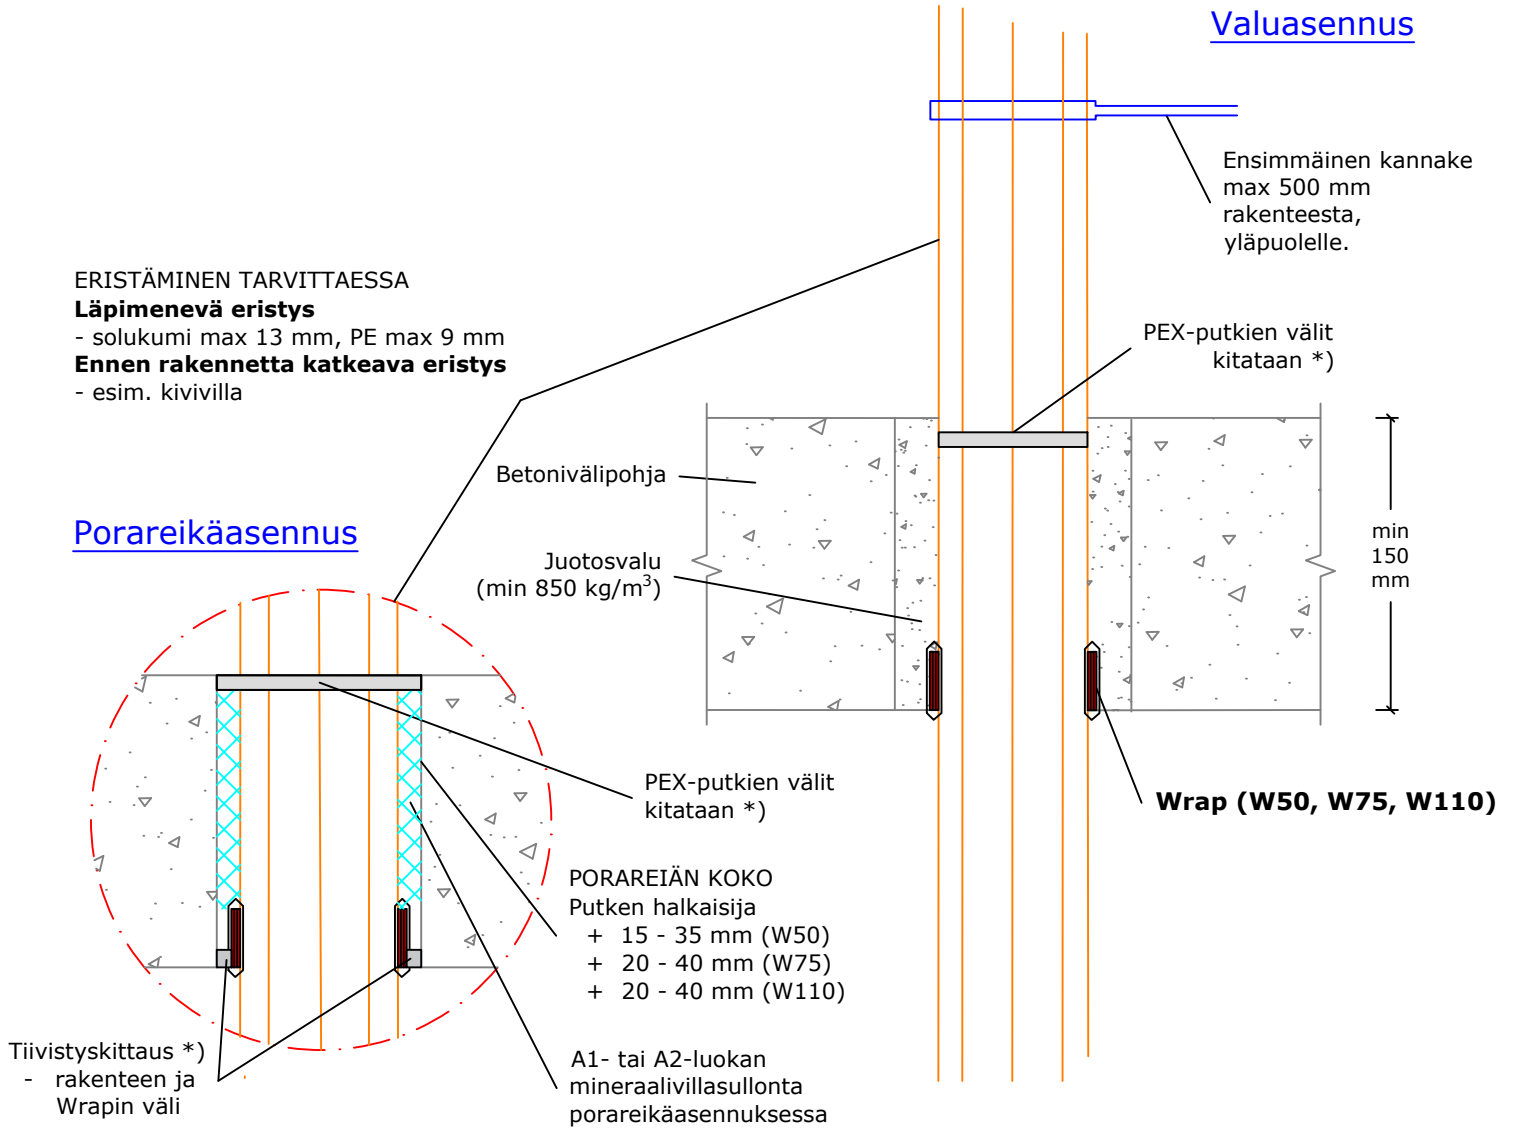 Valuasennus
Ensimmäinen kannake
max 500 mm
rakenteesta,
yläpuolelle.
ERISTÄMINEN TARVITTAESSA
Läpimenevä eristys
- solukumi max 13 mm, PE max 9 mm
Ennen rakennetta katkeava eristys
- esim. kivivilla
PEX-putkien välit
kitataan *)
Betonivälipohja
Juotosvalu
(min 850 kg/m³)
min
150
mm
Wrap (W50, W75, W110)
Porareikäasennus
PEX-putkien välit
kitataan *)
PORAREIÄN KOKO
Putken halkaisija
+ 15 - 35 mm (W50)
+ 20 - 40 mm (W75)
+ 20 - 40 mm (W110)
Tiivistyskittaus *)
- rakenteen ja
Wrapin väli
A1- tai A2-luokan
mineraalivillasullonta
porareikäasennuksessa